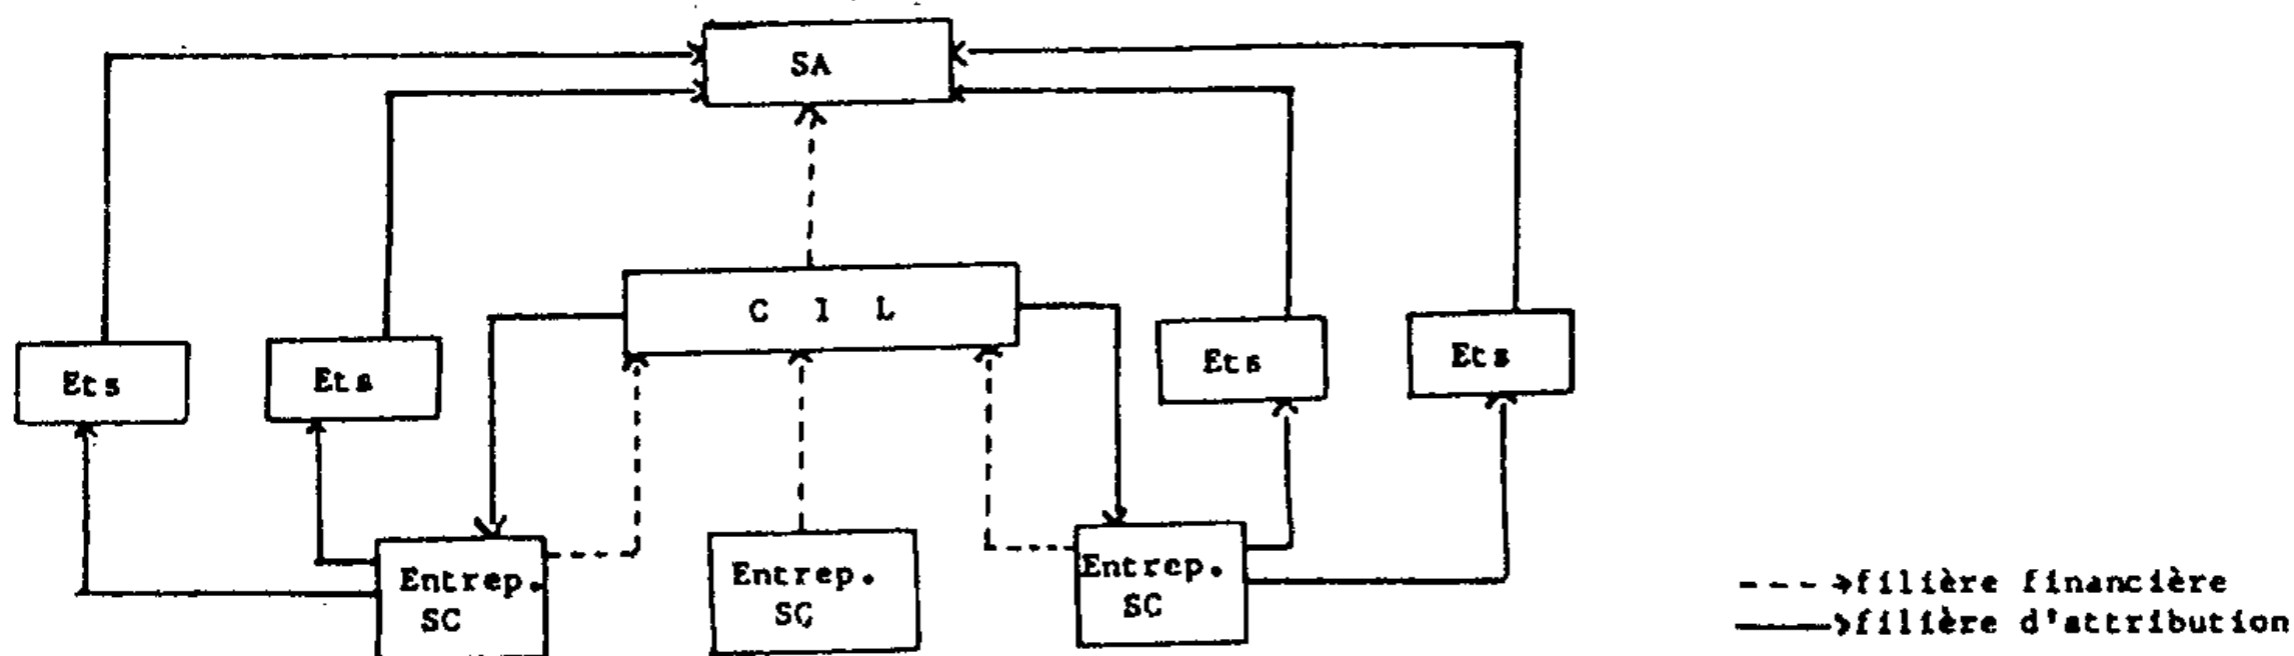 SA
C I L
Ets
Ets
Ets
Ets
Entrep.
SC
Entrep.
SC
Entrep.
SC
--->filière financière
——>filière d'attribution